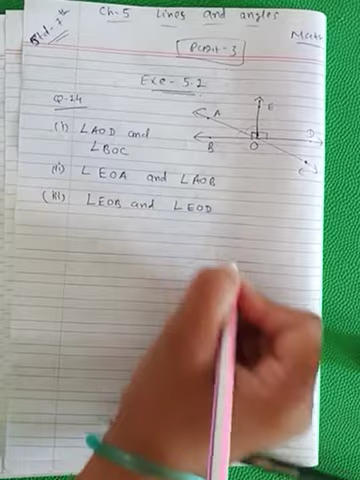 Ch-5 Lines and angles
Std-7
Maths
Part-3
Exe-5.2
Q-14
(i) ∠AOD and
∠BOC
(ii) ∠EOA and ∠AOB
(iii) ∠EOB and ∠EOD
A
E
B
O
D